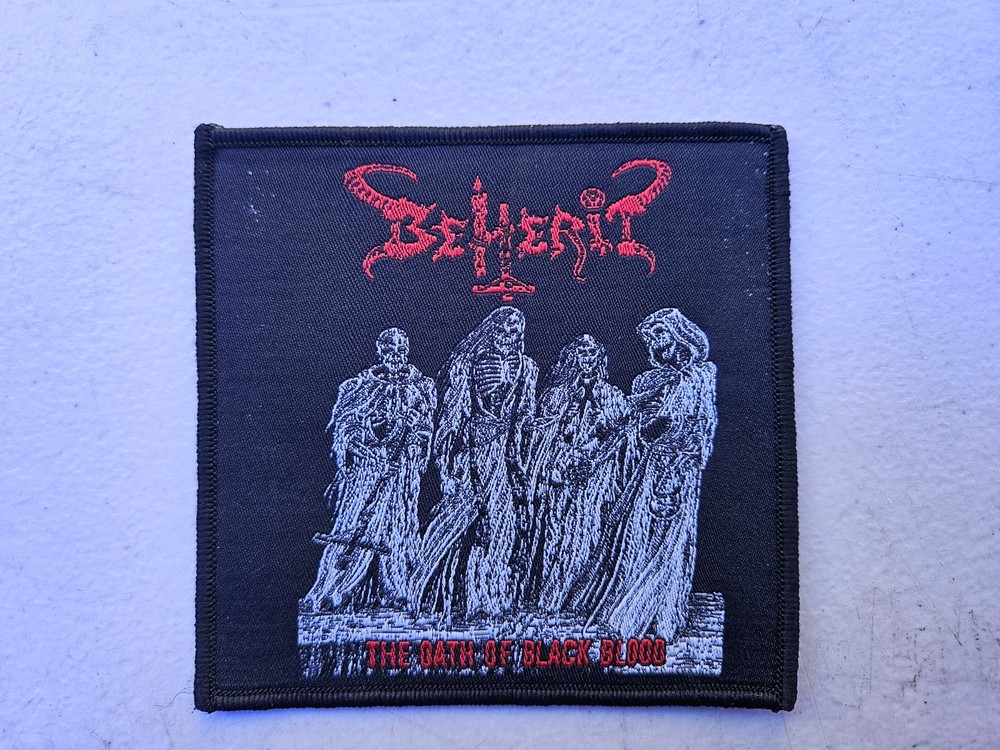 BEHERIT
THE OATH OF BLACK BLOOD